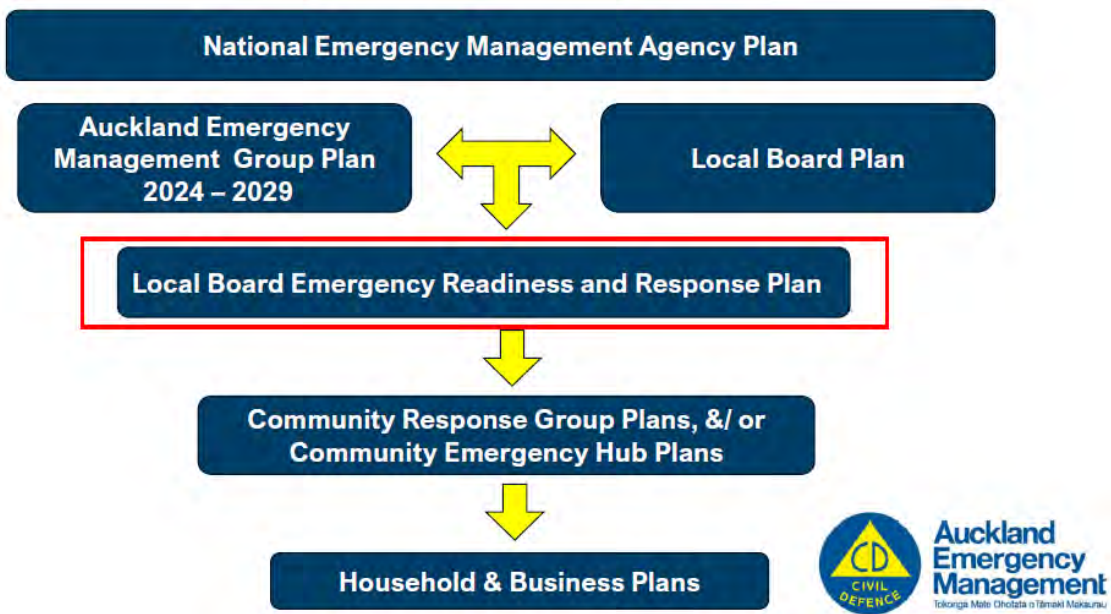 National Emergency Management Agency Plan
Auckland Emergency
Management Group Plan
2024 – 2029
Local Board Plan
Local Board Emergency Readiness and Response Plan
Community Response Group Plans, &/ or
Community Emergency Hub Plans
Household & Business Plans
CD
CIVIL
DEFENCE
Auckland
Emergency
Management